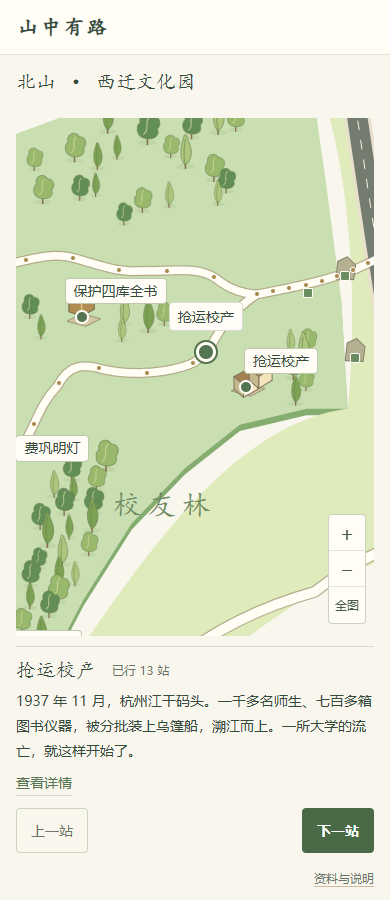 山中有路
北山 • 西迁文化园
保护四库全书
抢运校产
抢运校产
费巩明灯
校友林
+
−
全图
抢运校产 已行 13 站
1937 年 11 月，杭州江干码头。一千多名师生、七百多箱
图书仪器，被分批装上乌篷船，溯江而上。一所大学的流
亡，就这样开始了。
查看详情
上一站
下一站
资料与说明